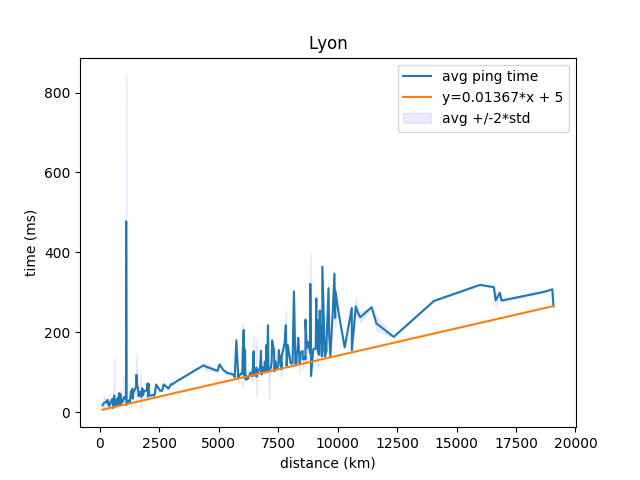 Lyon
avg ping time
y=0.01367*x + 5
avg +/-2*std
time (ms)
800
600
400
200
0
0 2500 5000 7500 10000 12500 15000 17500 20000
distance (km)